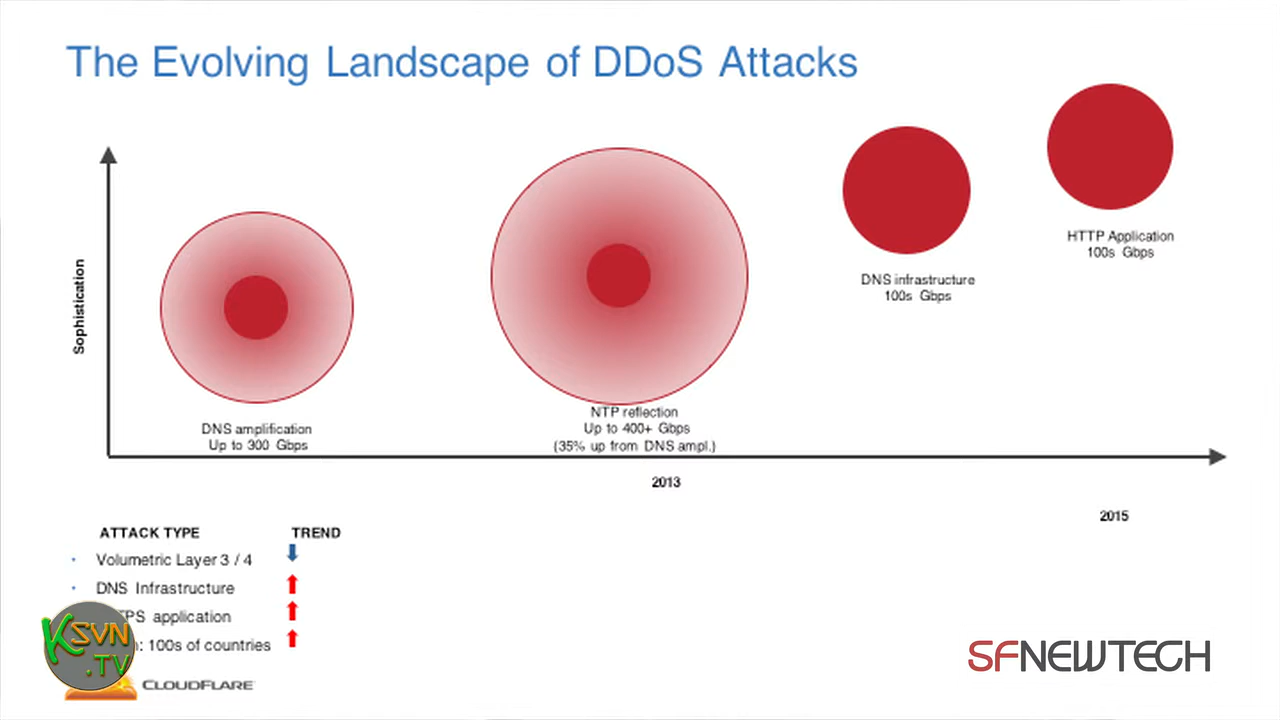 The Evolving Landscape of DDoS Attacks
Sophistication
DNS amplification
Up to 300 Gbps
NTP reflection
Up to 400+ Gbps
(35% up from DNS ampl.)
DNS infrastructure
100s Gbps
HTTP Application
100s Gbps
2013
2015
ATTACK TYPE TREND
• Volumetric Layer 3 / 4
• DNS Infrastructure
application
: 100s of countries
KSVN
.TV
CLOUDFLARE
SFNEWTECH